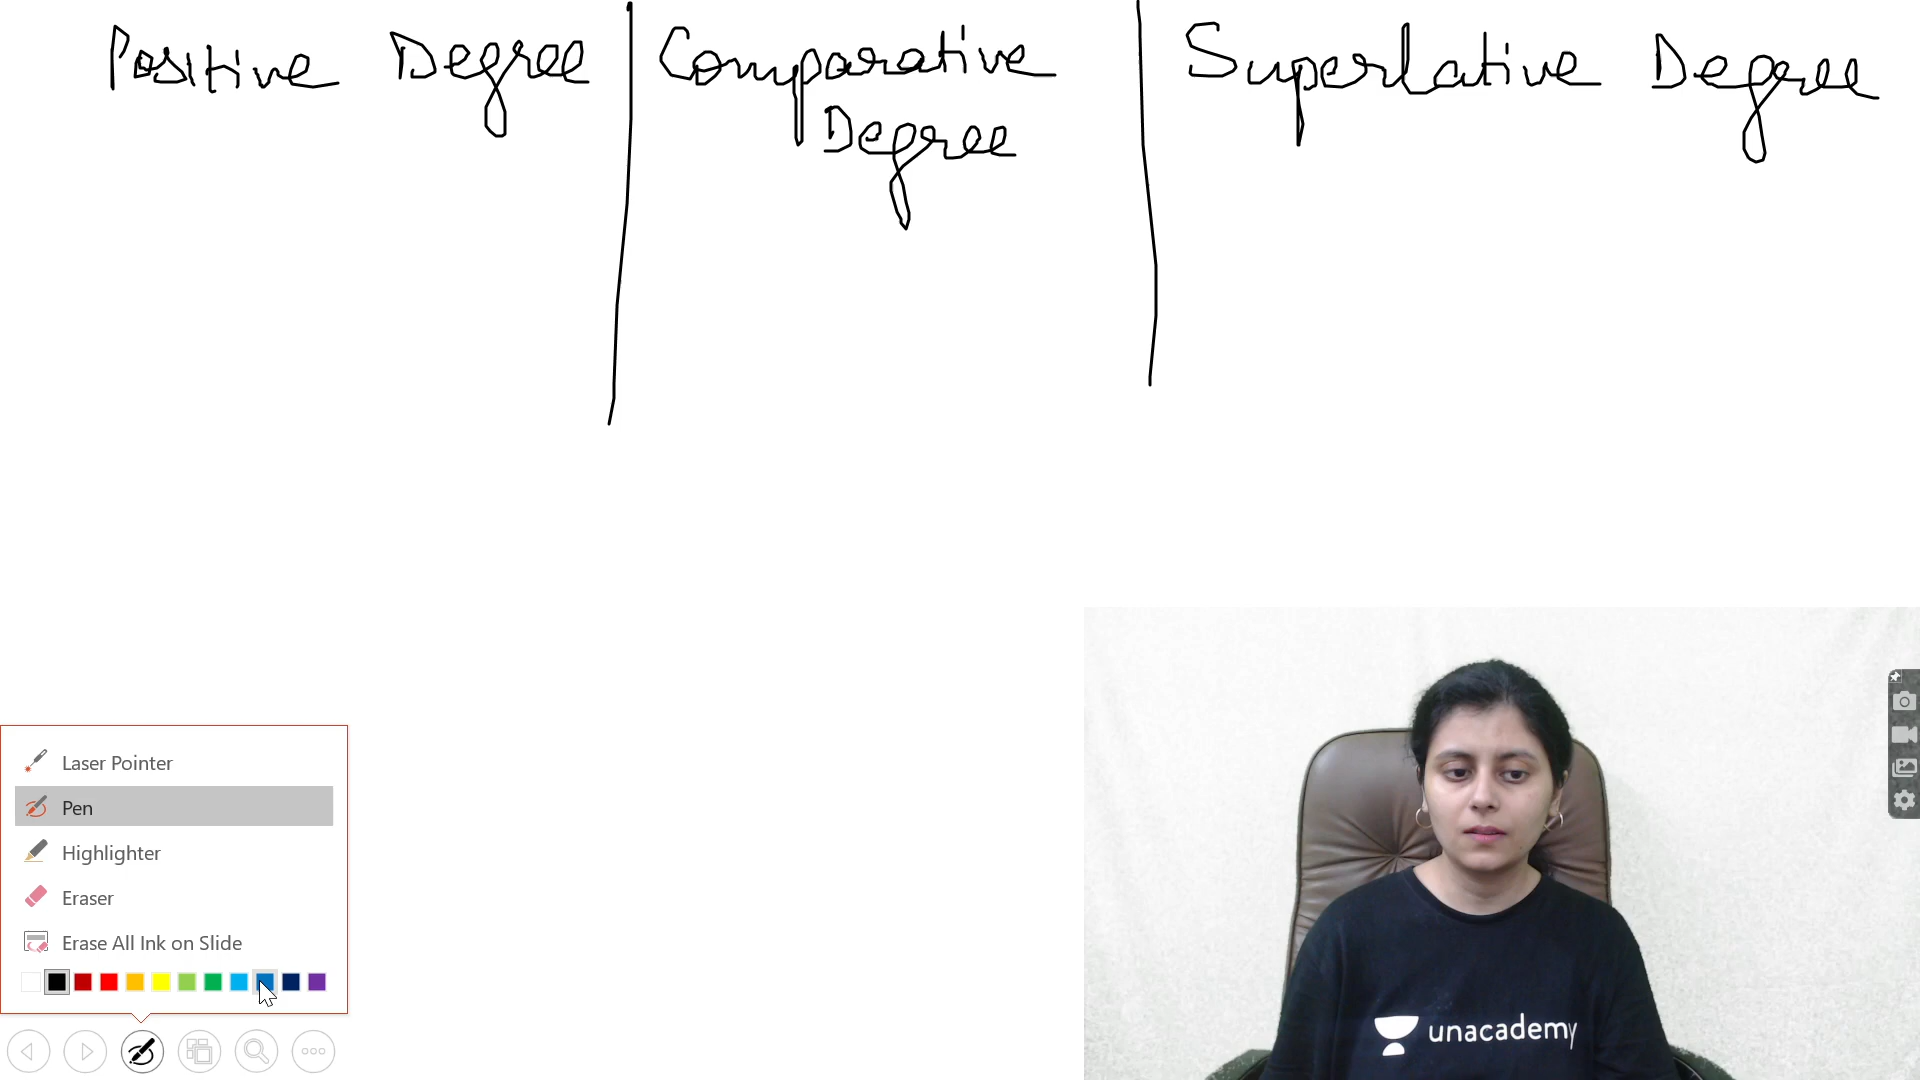 Positive Degree
Comparative Degree
Superlative Degree
Laser Pointer
Pen
Highlighter
Eraser
Erase All Ink on Slide
unacademy